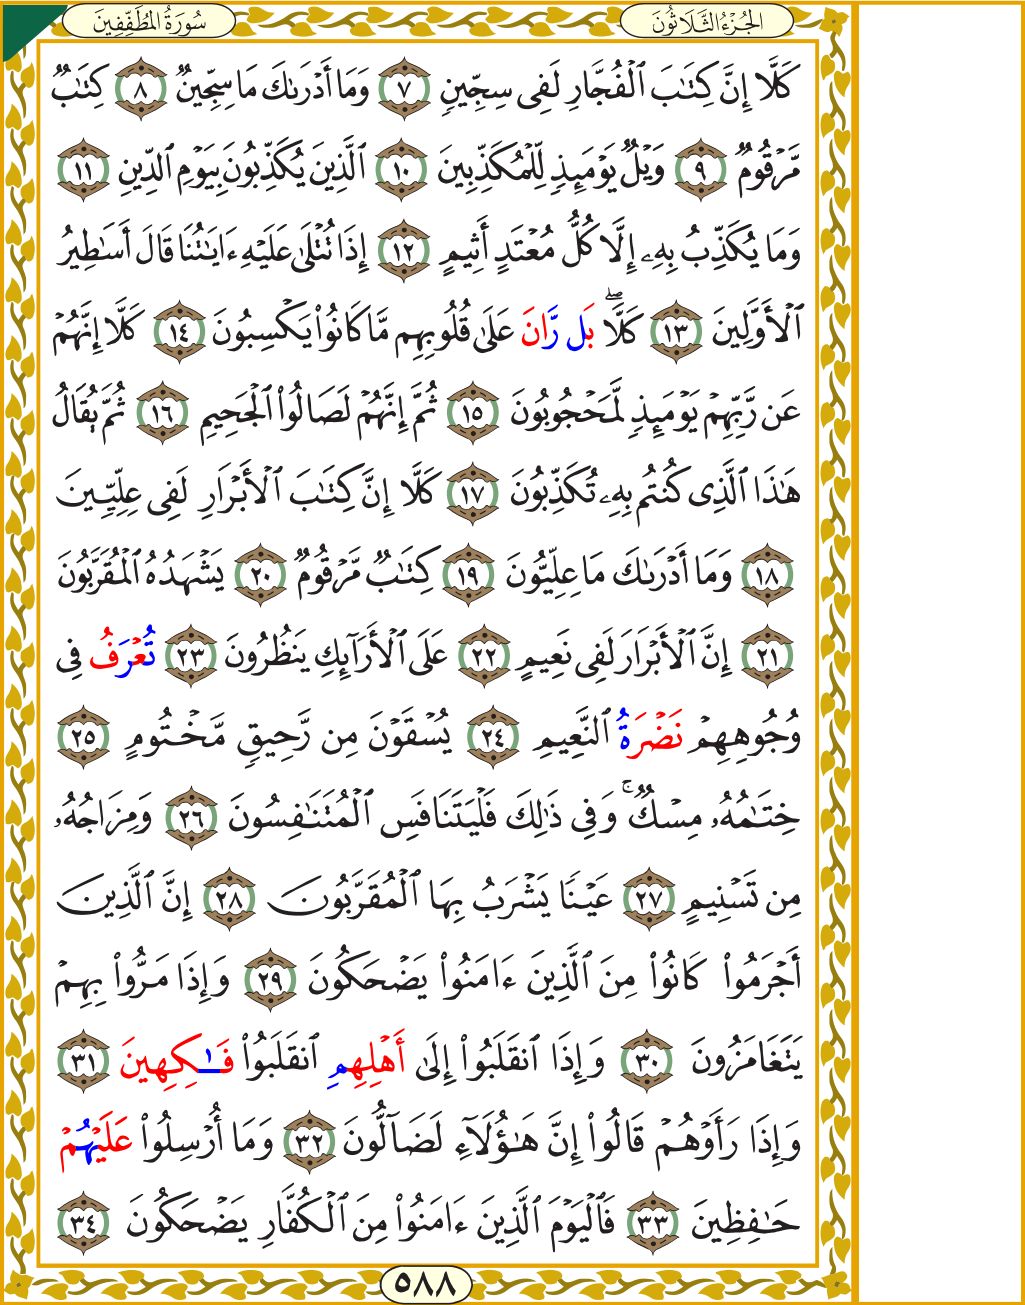 الجُزْءُ الثَّلَاثُونَ
سُورَةُ المُطَفِّفِينَ
كَلَّا إِنَّ كِتَٰبَ ٱلْفُجَّارِ لَفِى سِجِّينٍ ٧ وَمَا أَدْرَىٰكَ مَا سِجِّينٌ ٨ كِتَٰبٌ
مَّرْقُومٌ ٩ وَيْلٌ يَوْمَئِذٍ لِّلْمُكَذِّبِينَ ١٠ ٱلَّذِينَ يُكَذِّبُونَ بِيَوْمِ ٱلدِّينِ ١١
وَمَا يُكَذِّبُ بِهِۦ إِلَّا كُلُّ مُعْتَدٍ أَثِيمٍ ١٢ إِذَا تُتْلَىٰ عَلَيْهِ ءَايَٰتُنَا قَالَ أَسَٰطِيرُ
ٱلْأَوَّلِينَ ١٣ كَلَّاۖ بَل رَّانَ عَلَىٰ قُلُوبِهِم مَّا كَانُوا۟ يَكْسِبُونَ ١٤ كَلَّا إِنَّهُمْ
عَن رَّبِّهِمْ يَوْمَئِذٍ لَّمَحْجُوبُونَ ١٥ ثُمَّ إِنَّهُمْ لَصَالُوا۟ ٱلْجَحِيمِ ١٦ ثُمَّ يُقَالُ
هَٰذَا ٱلَّذِى كُنتُم بِهِۦ تُكَذِّبُونَ ١٧ كَلَّا إِنَّ كِتَٰبَ ٱلْأَبْرَارِ لَفِى عِلِّيِّينَ
١٨ وَمَا أَدْرَىٰكَ مَا عِلِّيُّونَ ١٩ كِتَٰبٌ مَّرْقُومٌ ٢٠ يَشْهَدُهُ ٱلْمُقَرَّبُونَ
٢١ إِنَّ ٱلْأَبْرَارَ لَفِى نَعِيمٍ ٢٢ عَلَى ٱلْأَرَآئِكِ يَنظُرُونَ ٢٣ تُعْرَفُ فِى
وُجُوهِهِمْ نَضْرَةُ ٱلنَّعِيمِ ٢٤ يُسْقَوْنَ مِن رَّحِيقٍ مَّخْتُومٍ ٢٥
خِتَٰمُهُۥ مِسْكٌۚ وَفِى ذَٰلِكَ فَلْيَتَنَافَسِ ٱلْمُتَنَٰفِسُونَ ٢٦ وَمِزَاجُهُۥ
مِن تَسْنِيمٍ ٢٧ عَيْنًا يَشْرَبُ بِهَا ٱلْمُقَرَّبُونَ ٢٨ إِنَّ ٱلَّذِينَ
أَجْرَمُوا۟ كَانُوا۟ مِنَ ٱلَّذِينَ ءَامَنُوا۟ يَضْحَكُونَ ٢٩ وَإِذَا مَرُّوا۟ بِهِمْ
يَتَغَامَزُونَ ٣٠ وَإِذَا ٱنقَلَبُوا۟ إِلَىٰ أَهْلِهِمِ ٱنقَلَبُوا۟ فَٰكِهِينَ ٣١
وَإِذَا رَأَوْهُمْ قَالُوا۟ إِنَّ هَٰؤُلَآءِ لَضَآلُّونَ ٣٢ وَمَا أُرْسِلُوا۟ عَلَيْهُمْ
حَٰفِظِينَ ٣٣ فَٱلْيَوْمَ ٱلَّذِينَ ءَامَنُوا۟ مِنَ ٱلْكُفَّارِ يَضْحَكُونَ ٣٤
٥٨٨